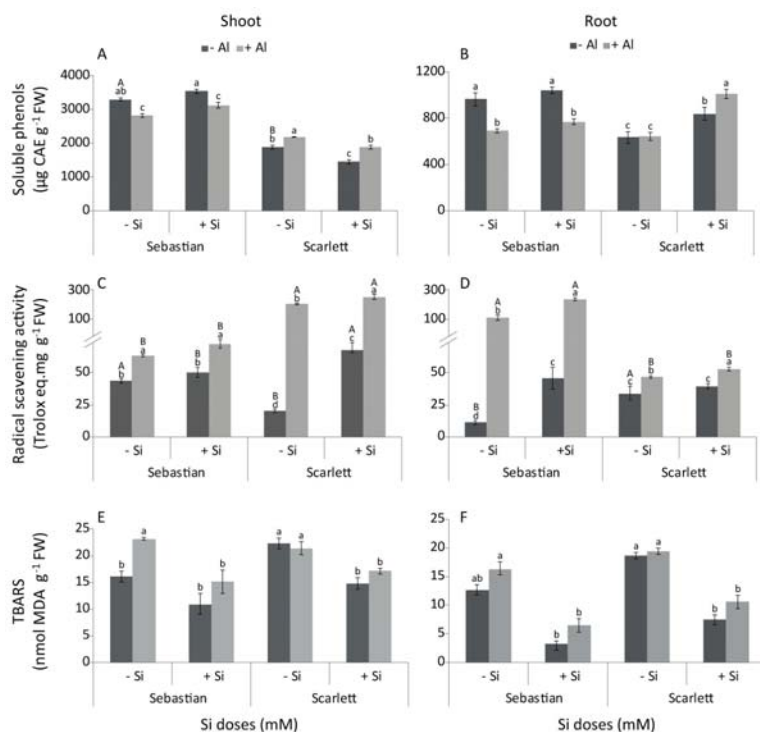 Shoot
Root
A
- Al + Al
B
- Al + Al
Soluble phenols
(µg CAE g-1 FW)
4000
3000
2000
1000
0
A
ab
c
a
c
B
b
a
c
b
- Si + Si - Si + Si
Sebastian Scarlett
1200
800
400
0
a
b
a
b
c
c
b
a
- Si + Si - Si + Si
Sebastian Scarlett
Radical scavening activity
(Trolox eq.mg g-1 FW)
C
300
100
50
25
0
A
b
B
a
B
b
B
a
B
d
A
b
A
c
A
a
- Si + Si - Si + Si
Sebastian Scarlett
D
300
100
50
25
0
B
d
A
b
c
A
a
A
c
B
b
c
B
a
- Si +Si - Si + Si
Sebastian Scarlett
TBARS
(nmol MDA g-1 FW)
E
25
20
15
10
5
0
b
a
b
b
a
a
b
b
- Si + Si - Si + Si
Sebastian Scarlett
F
25
20
15
10
5
0
ab
a
b
b
a
a
b
b
- Si + Si - Si + Si
Sebastian Scarlett
Si doses (mM)
Si doses (mM)